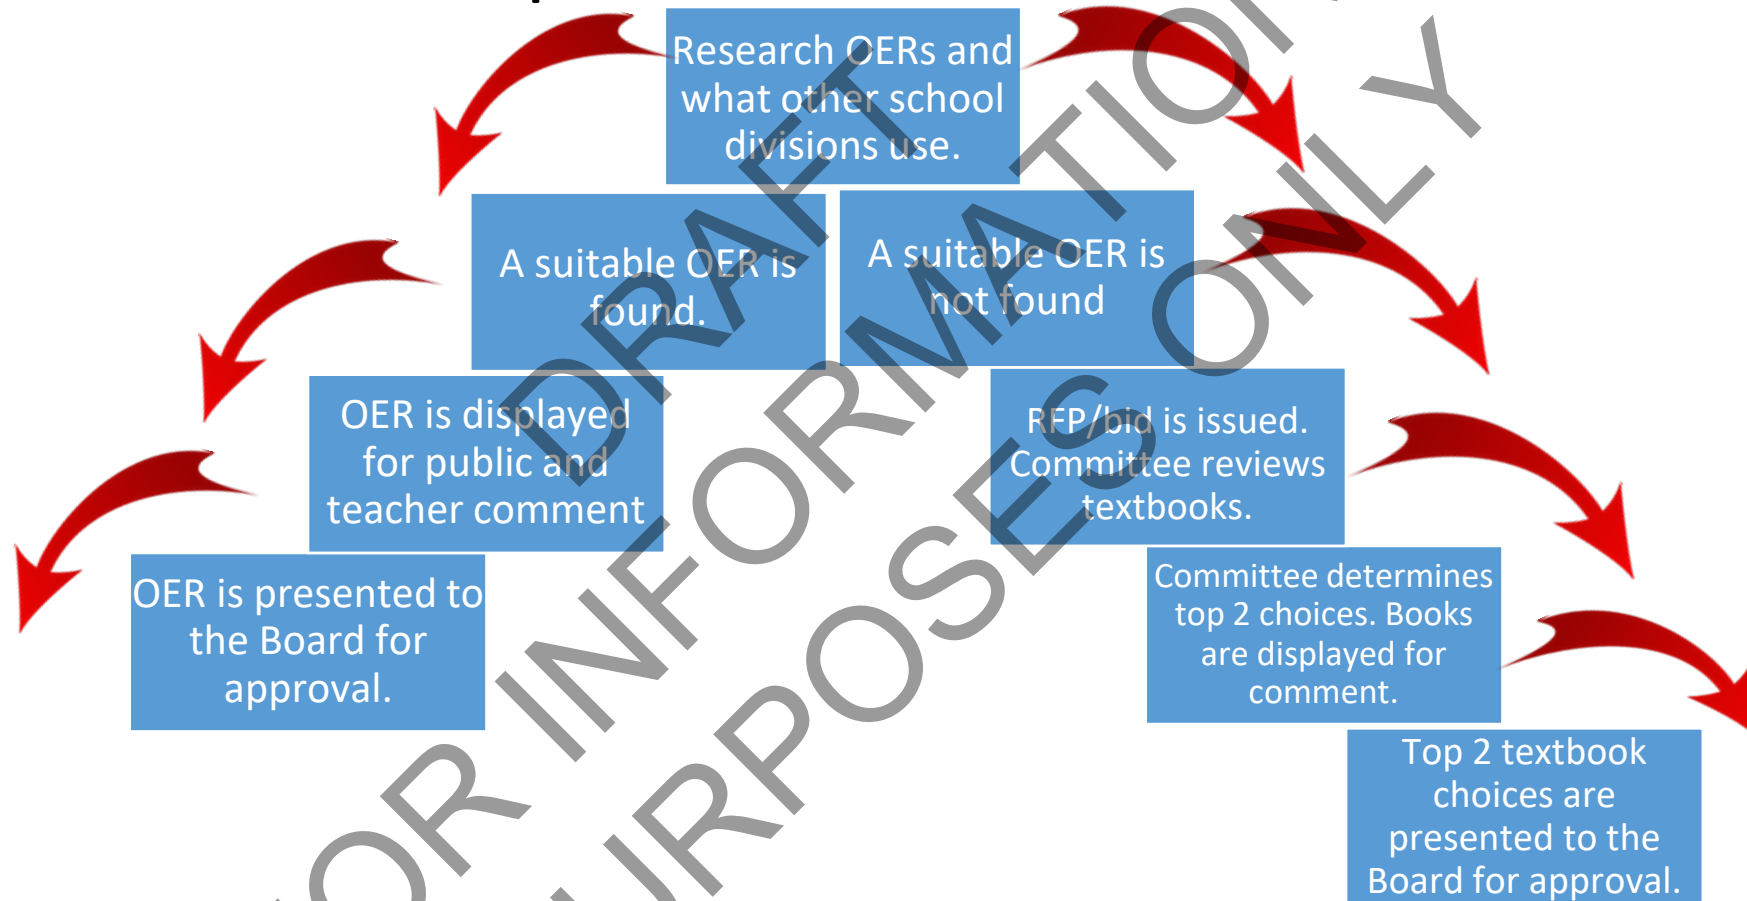 Research OERs and
what other school
divisions use.
A suitable OER is
found.
A suitable OER is
not found
OER is displayed
for public and
teacher comment
RFP/bid is issued.
Committee reviews
textbooks.
OER is presented to
the Board for
approval.
Committee determines
top 2 choices. Books
are displayed for
comment.
Top 2 textbook
choices are
presented to the
Board for approval.
DRAFT
FOR INFORMATION
PURPOSES ONLY